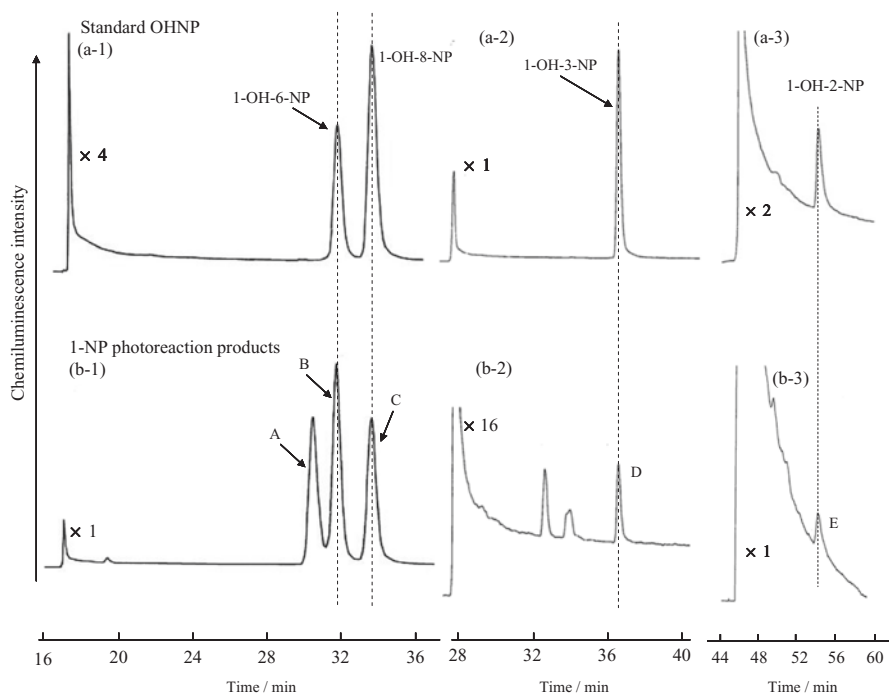 Standard OHNP
(a-1)
(a-2)
(a-3)
1-OH-8-NP
1-OH-3-NP
1-OH-2-NP
1-OH-6-NP
× 4
× 1
× 2
Chemiluminescence intensity
1-NP photoreaction products
(b-1)
(b-2)
(b-3)
B
C
A
× 16
D
E
× 1
× 1
16 20 24 28 32 36
28 32 36 40
44 48 52 54 56 60
Time / min
Time / min
Time / min